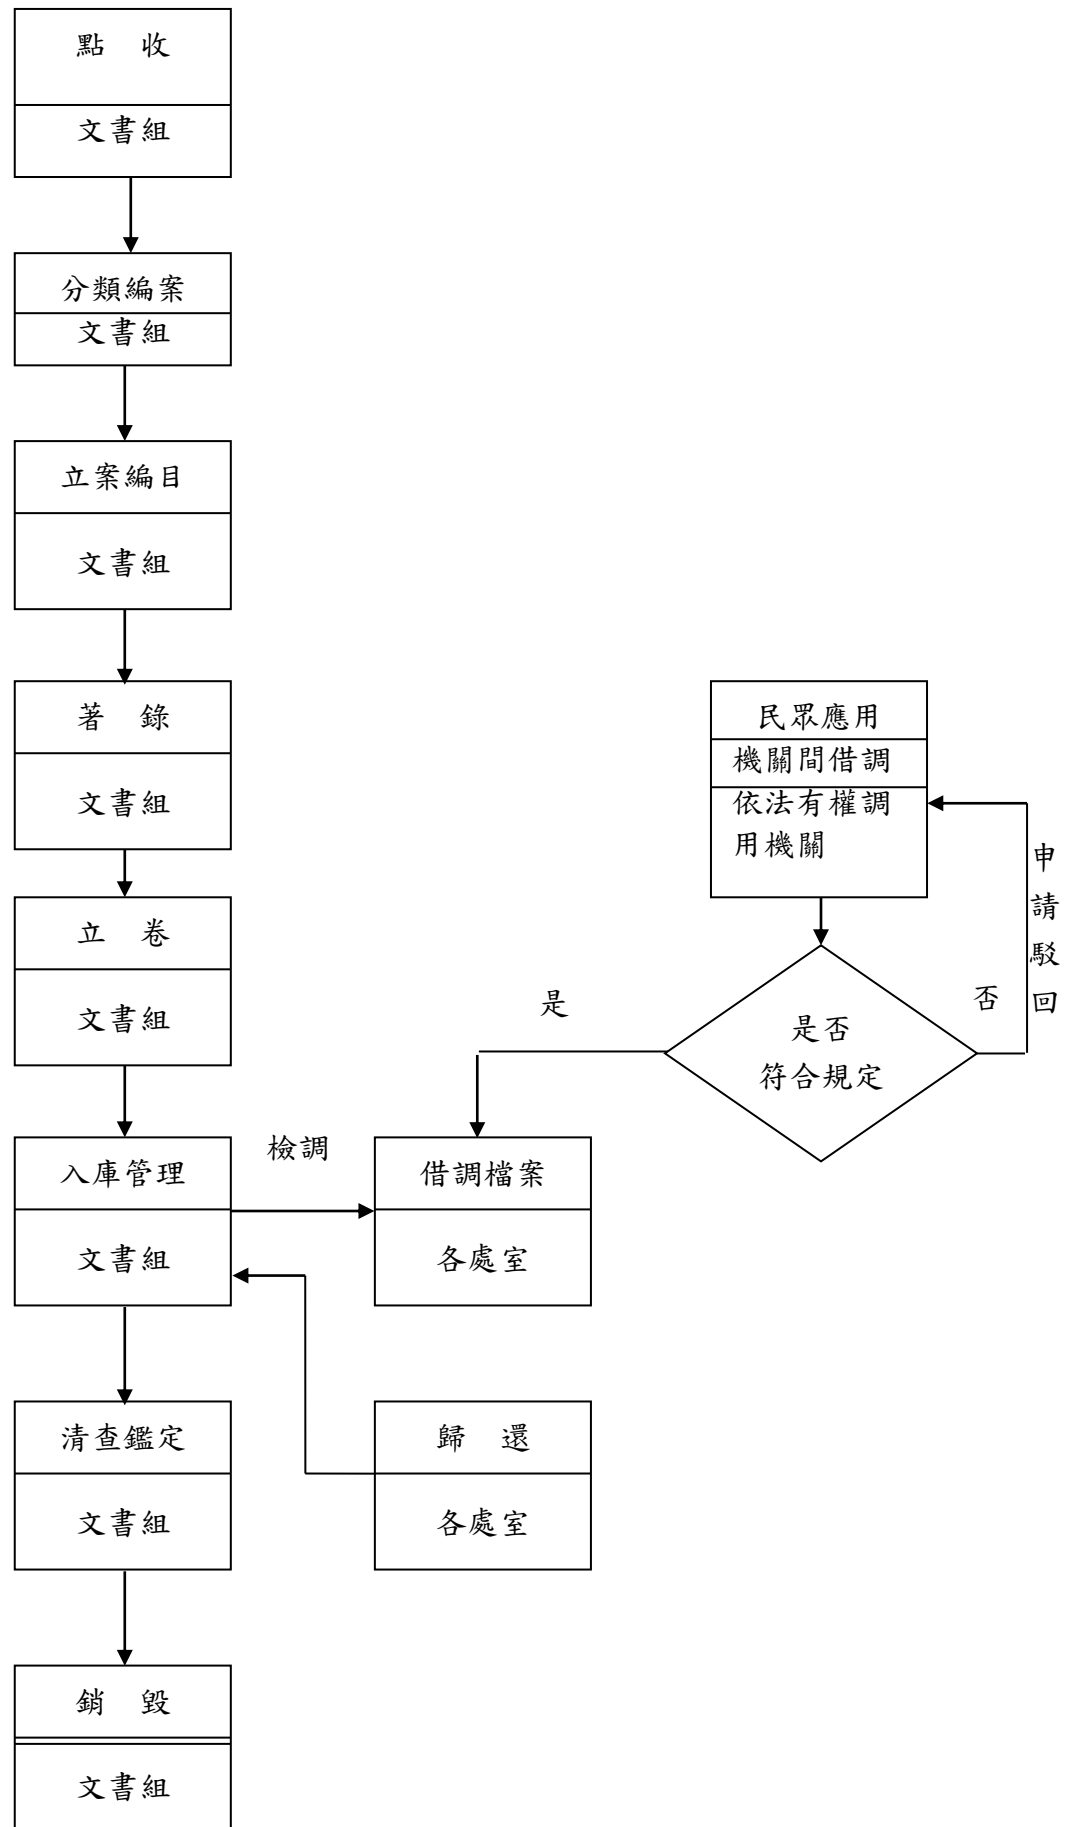 點　收
文書組
分類編案
文書組
立案編目
文書組
著　錄
文書組
立　卷
文書組
入庫管理
文書組
清查鑑定
文書組
銷　毀
文書組
檢調
借調檔案
各處室
歸　還
各處室
民眾應用
機關間借調
依法有權調
用機關
是否
符合規定
是
否
申請駁回